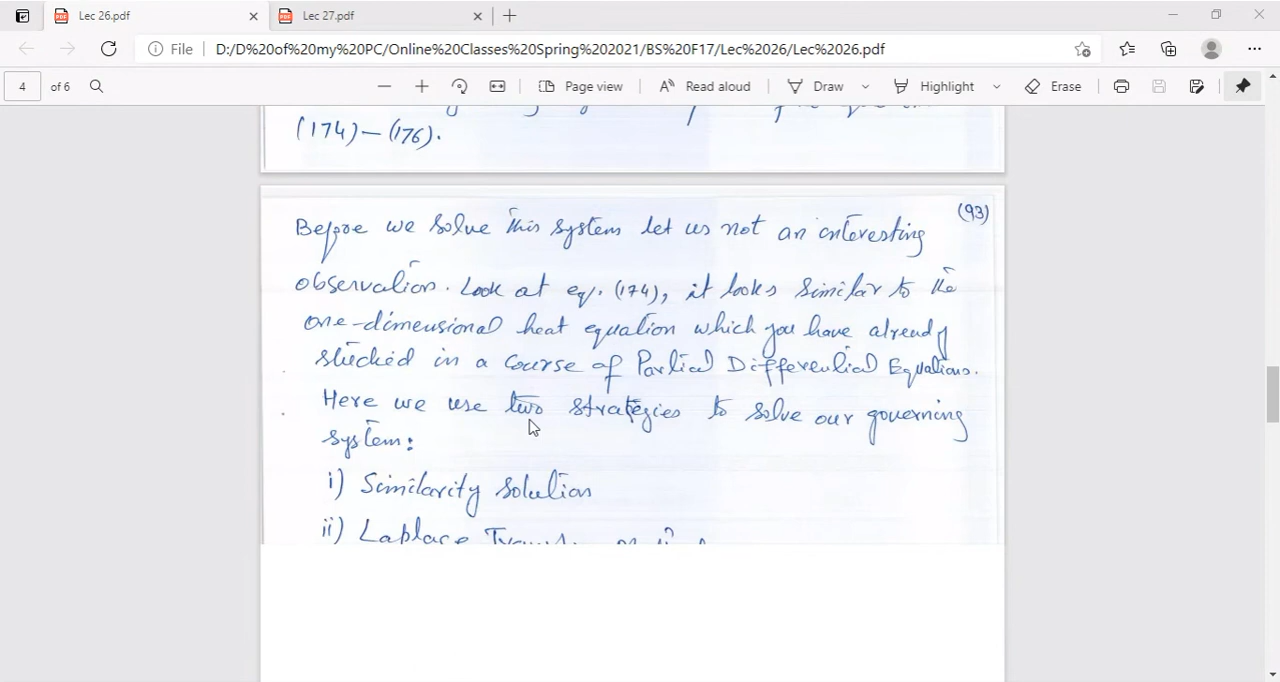 Lec 26.pdf
Lec 27.pdf
File
D:/D%20of%20my%20PC/Online%20Classes%20Spring%202021/BS%20F17/Lec%2026/Lec%2026.pdf
4 of 6
Page view
Read aloud
Draw
Highlight
Erase
(174)–(176).
(93)
Before we solve this system let us not an interesting
observation. Look at eq. (174), it looks similar to the
one-dimensional heat equation which you have already
studied in a course of Partial Differential Equations.
Here we use two strategies to solve our governing
system:
i) Similarity Solution
ii) Laplace